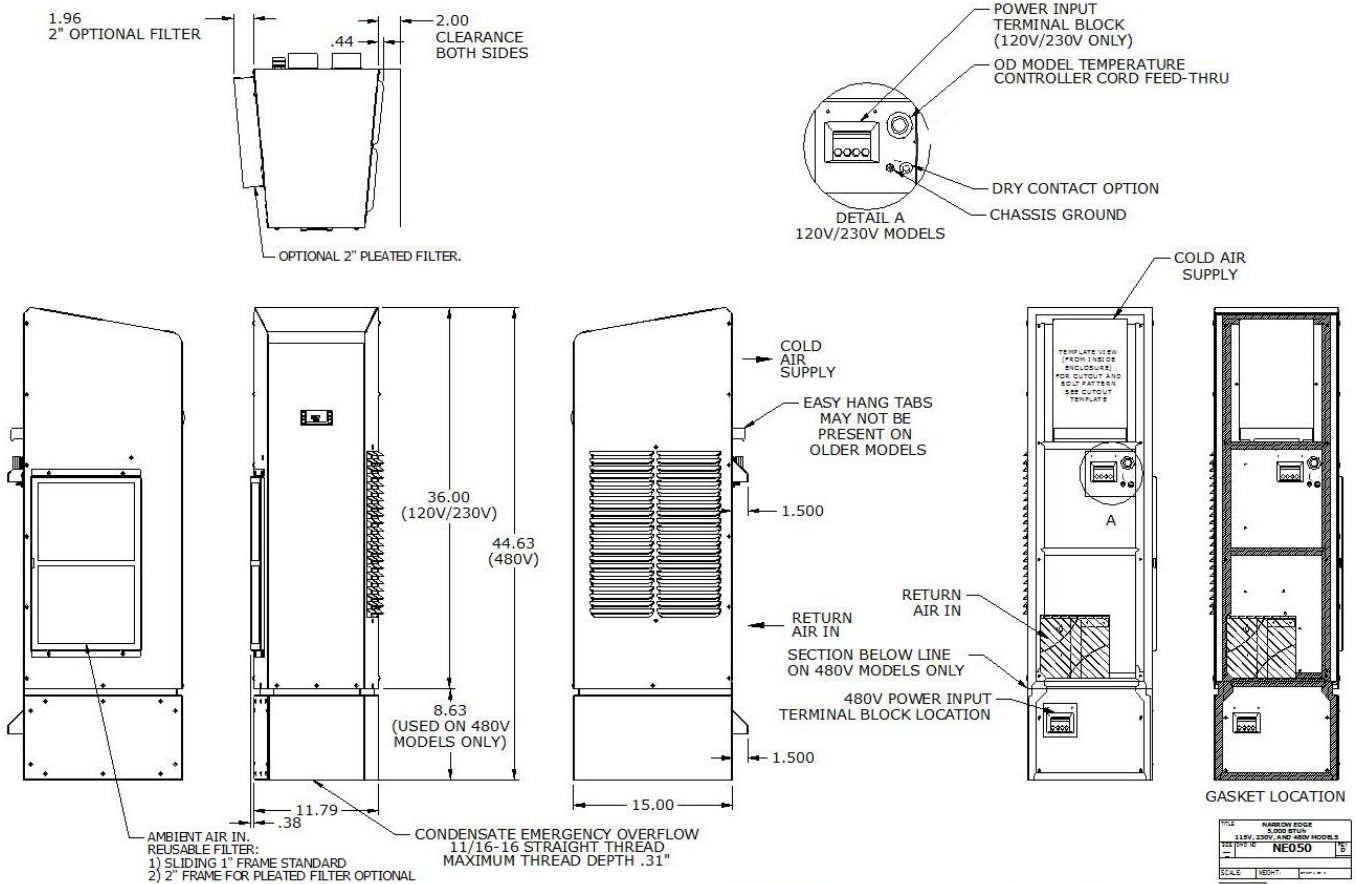 1.96
2" OPTIONAL FILTER
.44
2.00
CLEARANCE
BOTH SIDES
OPTIONAL 2" PLEATED FILTER.
POWER INPUT
TERMINAL BLOCK
(120V/230V ONLY)
OD MODEL TEMPERATURE
CONTROLLER CORD FEED-THRU
DRY CONTACT OPTION
CHASSIS GROUND
DETAIL A
120V/230V MODELS
36.00
(120V/230V)
44.63
(480V)
8.63
(USED ON 480V
MODELS ONLY)
11.79
.38
AMBIENT AIR IN.
REUSABLE FILTER:
1) SLIDING 1" FRAME STANDARD
2) 2" FRAME FOR PLEATED FILTER OPTIONAL
CONDENSATE EMERGENCY OVERFLOW
11/16-16 STRAIGHT THREAD
MAXIMUM THREAD DEPTH .31"
COLD
AIR
SUPPLY
EASY HANG TABS
MAY NOT BE
PRESENT ON
OLDER MODELS
1.500
RETURN
AIR IN
1.500
15.00
COLD AIR
SUPPLY
TEMPLATE VIEW
(FROM INSIDE
ENCLOSURE)
FOR CUTOUT AND
BOLT PATTERN
SEE CUTOUT
TEMPLATE
A
RETURN
AIR IN
SECTION BELOW LINE
ON 480V MODELS ONLY
480V POWER INPUT
TERMINAL BLOCK LOCATION
GASKET LOCATION
TITLE
NARROW EDGE
5,000 BTUh
115V, 230V, AND 480V MODELS
SIZE
DWG NO
NE050
REV
SCALE:
WEIGHT: